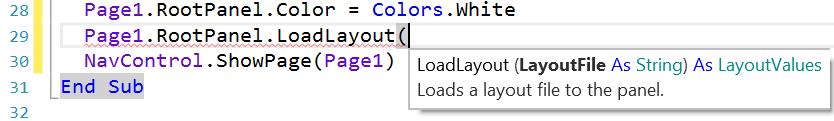 28 Page1.RootPanel.Color = Colors.White
29 Page1.RootPanel.LoadLayout(
30 NavControl.ShowPage(Page1)
LoadLayout (LayoutFile As String) As LayoutValues
Loads a layout file to the panel.
31 End Sub
32